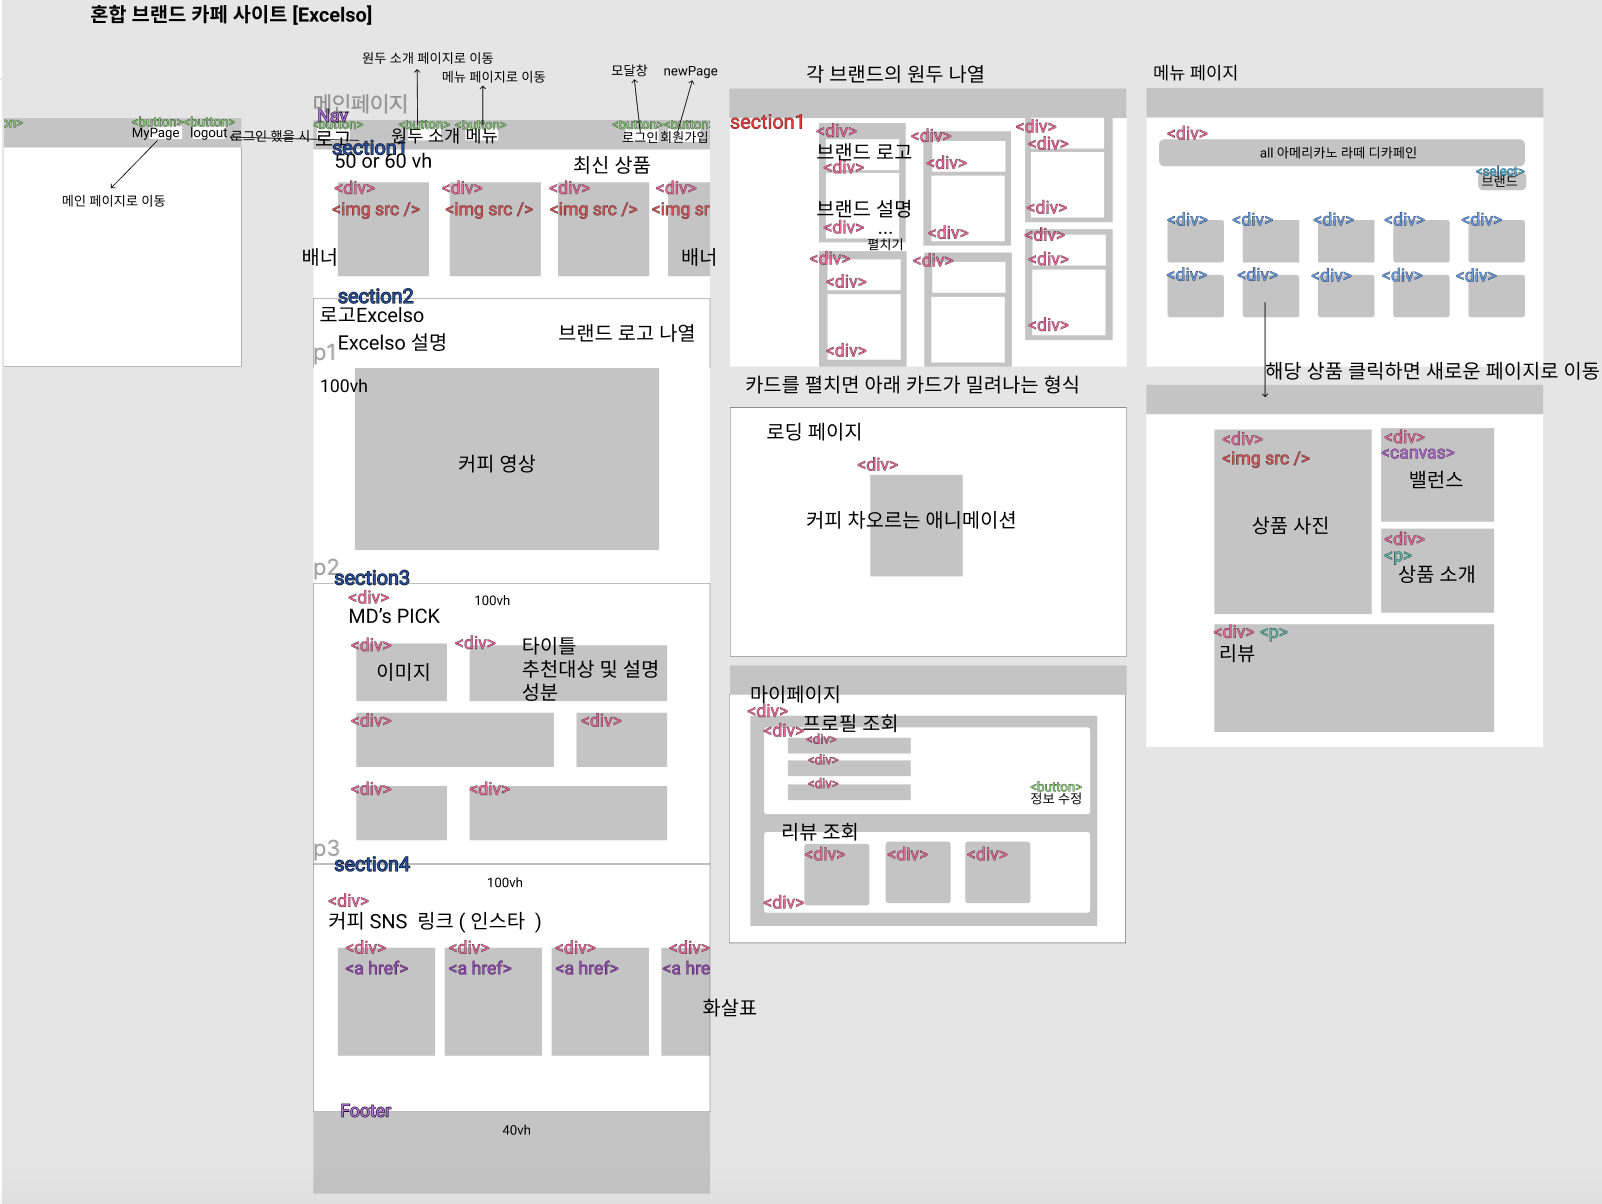 혼합 브랜드 카페 사이트 [Excelso]
on>
<button>
<button>
MyPage
logout
로그인 했을 시
메인 페이지로 이동
원두 소개 페이지로 이동
메뉴 페이지로 이동
모달창
newPage
메인페이지
Nav
<button>
<button>
<button>
<button>
<button>
로고
원두 소개
메뉴
로그인
회원가입
section1
50 or 60 vh
최신 상품
<div>
<div>
<div>
<div>
<img src />
<img src />
<img src />
<img sr
배너
배너
section2
로고Excelso
Excelso 설명
브랜드 로고 나열
p1
100vh
커피 영상
p2
section3
<div>
100vh
MD's PICK
<div>
이미지
<div>
타이틀
추천대상 및 설명
성분
<div>
<div>
<div>
<div>
p3
section4
100vh
<div>
커피 SNS 링크 ( 인스타 )
<div>
<div>
<div>
<div>
<a href>
<a href>
<a href>
<a hre
화살표
Footer
40vh
각 브랜드의 원두 나열
section1
<div>
브랜드 로고
<div>
브랜드 설명
<div>
...
펼치기
<div>
<div>
<div>
<div>
<div>
<div>
<div>
<div>
<div>
<div>
<div>
<div>
<div>
카드를 펼치면 아래 카드가 밀려나는 형식
로딩 페이지
<div>
커피 차오르는 애니메이션
마이페이지
<div>
<div>
프로필 조회
<div>
<div>
<div>
<button>
정보 수정
리뷰 조회
<div>
<div>
<div>
<div>
메뉴 페이지
<div>
all 아메리카노 라떼 디카페인
<select>
브랜드
<div>
<div>
<div>
<div>
<div>
<div>
<div>
<div>
<div>
<div>
해당 상품 클릭하면 새로운 페이지로 이동
<div>
<img src />
상품 사진
<div>
<canvas>
밸런스
<div>
<p>
상품 소개
<div> <p>
리뷰